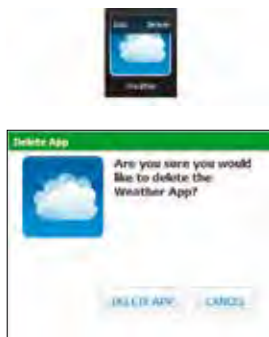 Edit Delete
Weather
Delete App
Are you sure you would
like to delete the
Weather App?
DELETE APP CANCEL